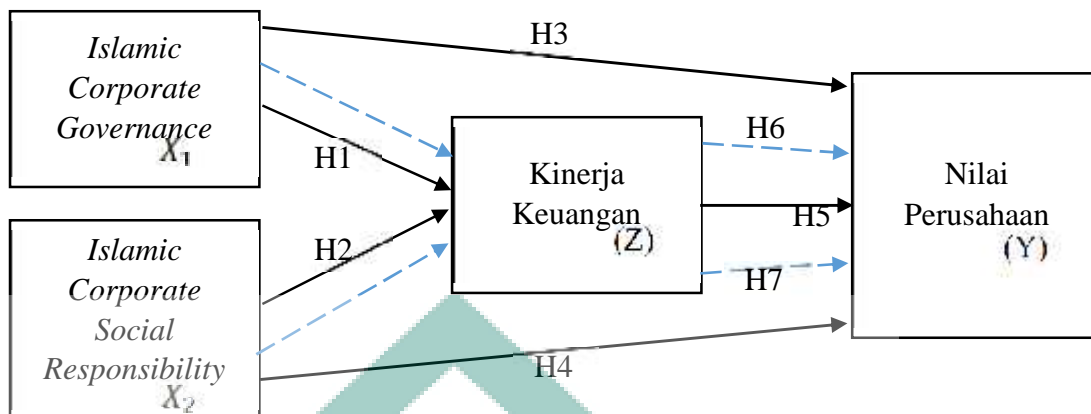 Islamic
Corporate
Governance
X₁
H3
H1
H2
Islamic
Corporate
Social
Responsibility
X₂
Kinerja
Keuangan
(Z)
H6
H5
H7
H4
Nilai
Perusahaan
(Y)